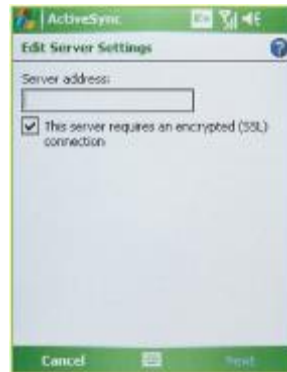 ActiveSync
Edit Server Settings
?
Server address:
This server requires an encrypted (SSL)
connection
Cancel
Next